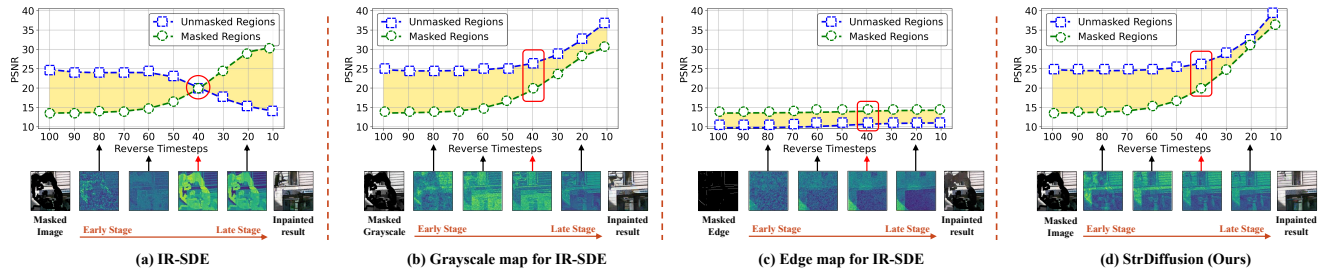 40
35
30
25
20
15
10
PSNR
Unmasked Regions
Masked Regions
100 90 80 70 60 50 40 30 20 10
Reverse Timesteps
Masked
Image
Early Stage
Late Stage
Inpainted
result
(a) IR-SDE
40
35
30
25
20
15
10
PSNR
Unmasked Regions
Masked Regions
100 90 80 70 60 50 40 30 20 10
Reverse Timesteps
Masked
Grayscale
Early Stage
Late Stage
Inpainted
result
(b) Grayscale map for IR-SDE
40
35
30
25
20
15
10
PSNR
Unmasked Regions
Masked Regions
100 90 80 70 60 50 40 30 20 10
Reverse Timesteps
Masked
Edge
Early Stage
Late Stage
Inpainted
result
(c) Edge map for IR-SDE
40
35
30
25
20
15
10
PSNR
Unmasked Regions
Masked Regions
100 90 80 70 60 50 40 30 20 10
Reverse Timesteps
Masked
Image
Early Stage
Late Stage
Inpainted
result
(d) StrDiffusion (Ours)